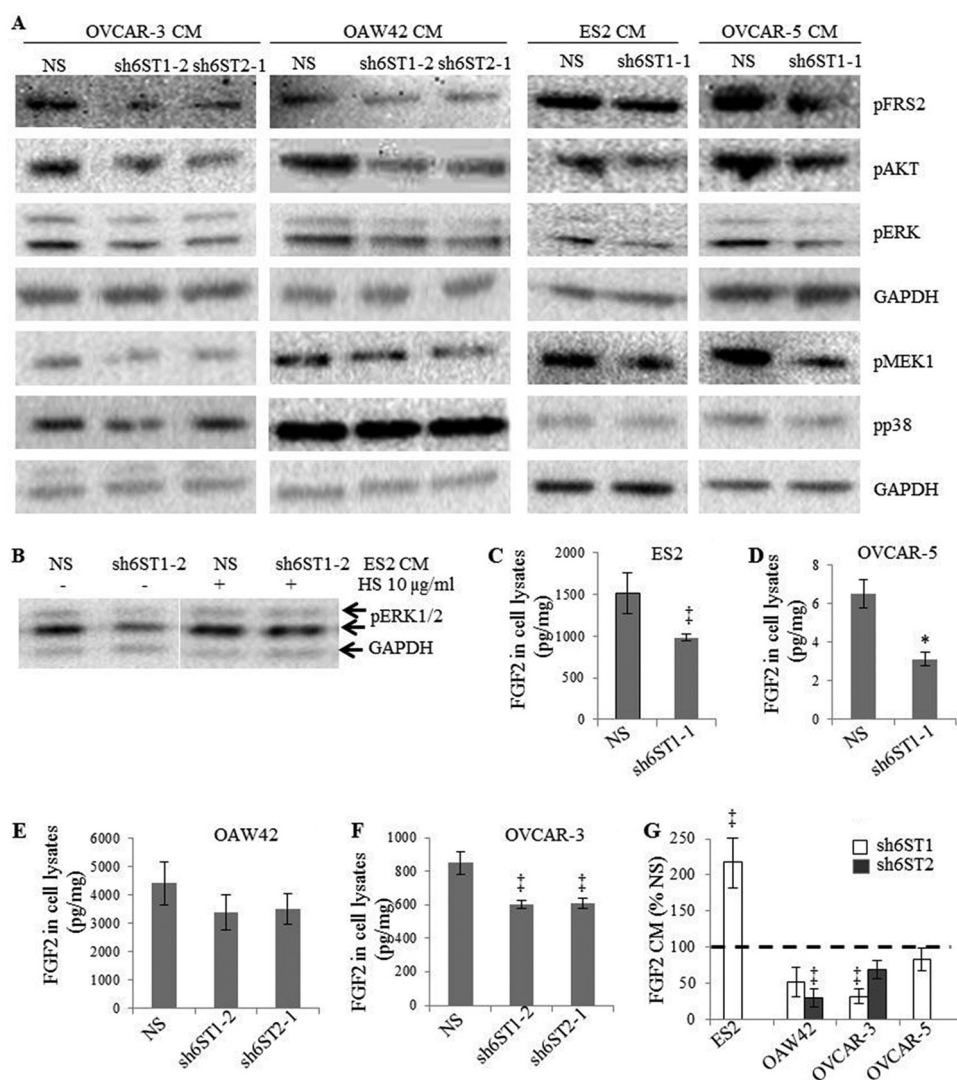 A
OVCAR-3 CM OAW42 CM ES2 CM OVCAR-5 CM
NS sh6ST1-2 sh6ST2-1 NS sh6ST1-2 sh6ST2-1 NS sh6ST1-1 NS sh6ST1-1
pFRS2
pAKT
pERK
GAPDH
pMEK1
pp38
GAPDH
B
NS sh6ST1-2 NS sh6ST1-2 ES2 CM
- - + + HS 10 µg/ml
pERK1/2
GAPDH
C
ES2
FGF2 in cell lysates
(pg/mg)
2000
1500
1000
500
0
‡
NS sh6ST1-1
D
OVCAR-5
FGF2 in cell lysates
(pg/mg)
8
6
4
2
0
*
NS sh6ST1-1
E
OAW42
FGF2 in cell lysates
(pg/mg)
6000
5000
4000
3000
2000
1000
0
NS sh6ST1-2 sh6ST2-1
F
OVCAR-3
FGF2 in cell lysates
(pg/mg)
1000
800
600
400
200
0
‡ ‡
NS sh6ST1-2 sh6ST2-1
G
FGF2 CM (% NS)
250
200
150
100
50
0
‡
‡ ‡
sh6ST1
sh6ST2
ES2 OAW42 OVCAR-3 OVCAR-5